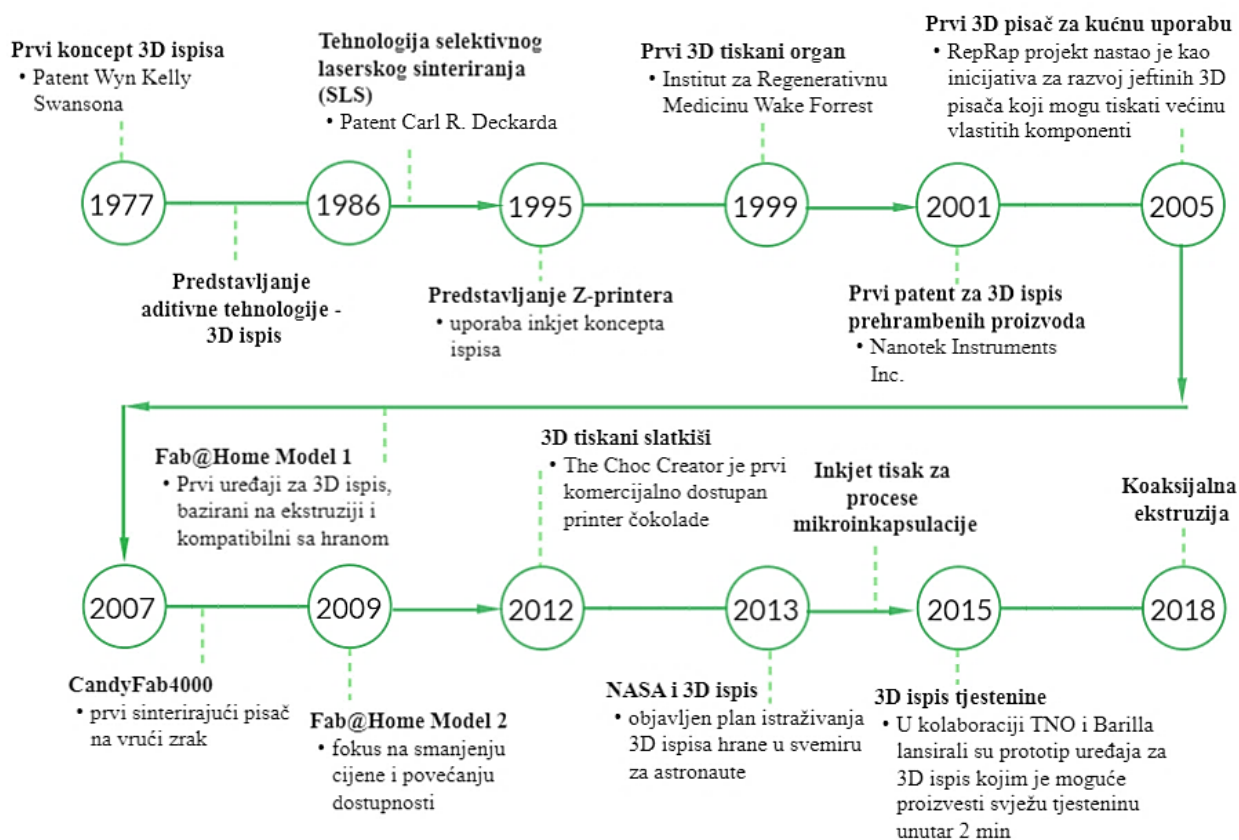 Prvi koncept 3D ispisa
• Patent Wyn Kelly
Swansona
Tehnologija selektivnog
laserskog sinteriranja
(SLS)
• Patent Carl R. Deckarda
Prvi 3D tiskani organ
• Institut za Regenerativnu
Medicinu Wake Forrest
Prvi 3D pisač za kućnu uporabu
• RepRap projekt nastao je kao
inicijativa za razvoj jeftinih 3D
pisača koji mogu tiskati većinu
vlastitih komponenti
1977
1986
1995
1999
2001
2005
Predstavljanje
aditivne tehnologije -
3D ispis
Predstavljanje Z-printera
• uporaba inkjet koncepta
ispisa
Prvi patent za 3D ispis
prehrambenih proizvoda
• Nanotek Instruments
Inc.
Fab@Home Model 1
• Prvi uređaji za 3D ispis,
bazirani na ekstruziji i
kompatibilni sa hranom
3D tiskani slatkiši
• The Choc Creator je prvi
komercijalno dostupan
printer čokolade
Inkjet tisak za
procese
mikroinkapsulacije
Koaksijalna
ekstruzija
2007
2009
2012
2013
2015
2018
CandyFab4000
• prvi sinterirajući pisač
na vrući zrak
Fab@Home Model 2
• fokus na smanjenju
cijene i povećanju
dostupnosti
NASA i 3D ispis
• objavljen plan istraživanja
3D ispisa hrane u svemiru
za astronaute
3D ispis tjestenine
• U kolaboraciji TNO i Barilla
lansirali su prototip uređaja za
3D ispis kojim je moguće
proizvesti svježu tjesteninu
unutar 2 min